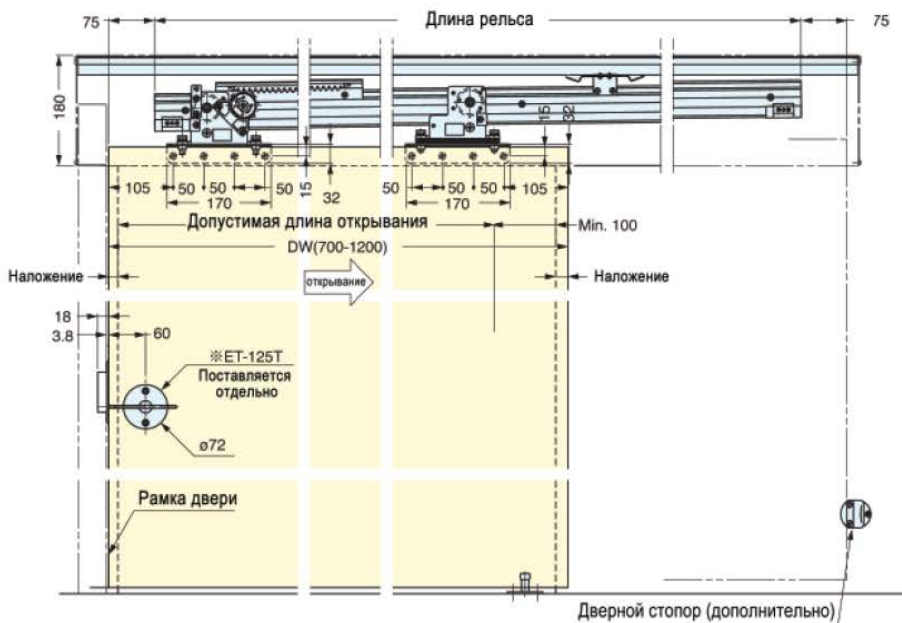 75 Длина рельса 75
180
15
32
15
32
105 50 50 50 50 50 50 105
170 170
Допустимая длина открывания
Min. 100
DW(700-1200)
Наложение Наложение
открывание
18
3.8
60
※ET-125T
Поставляется
отдельно
ø72
Рамка двери
Дверной стопор (дополнительно)